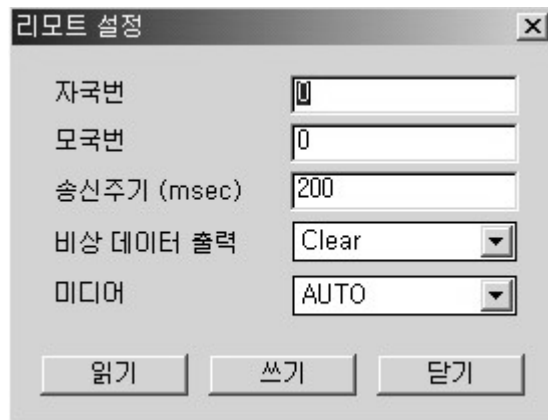 리모트 설정
자국번 0
모국번 0
송신주기 (msec) 200
비상 데이터 출력 Clear
미디어 AUTO
읽기 쓰기 닫기